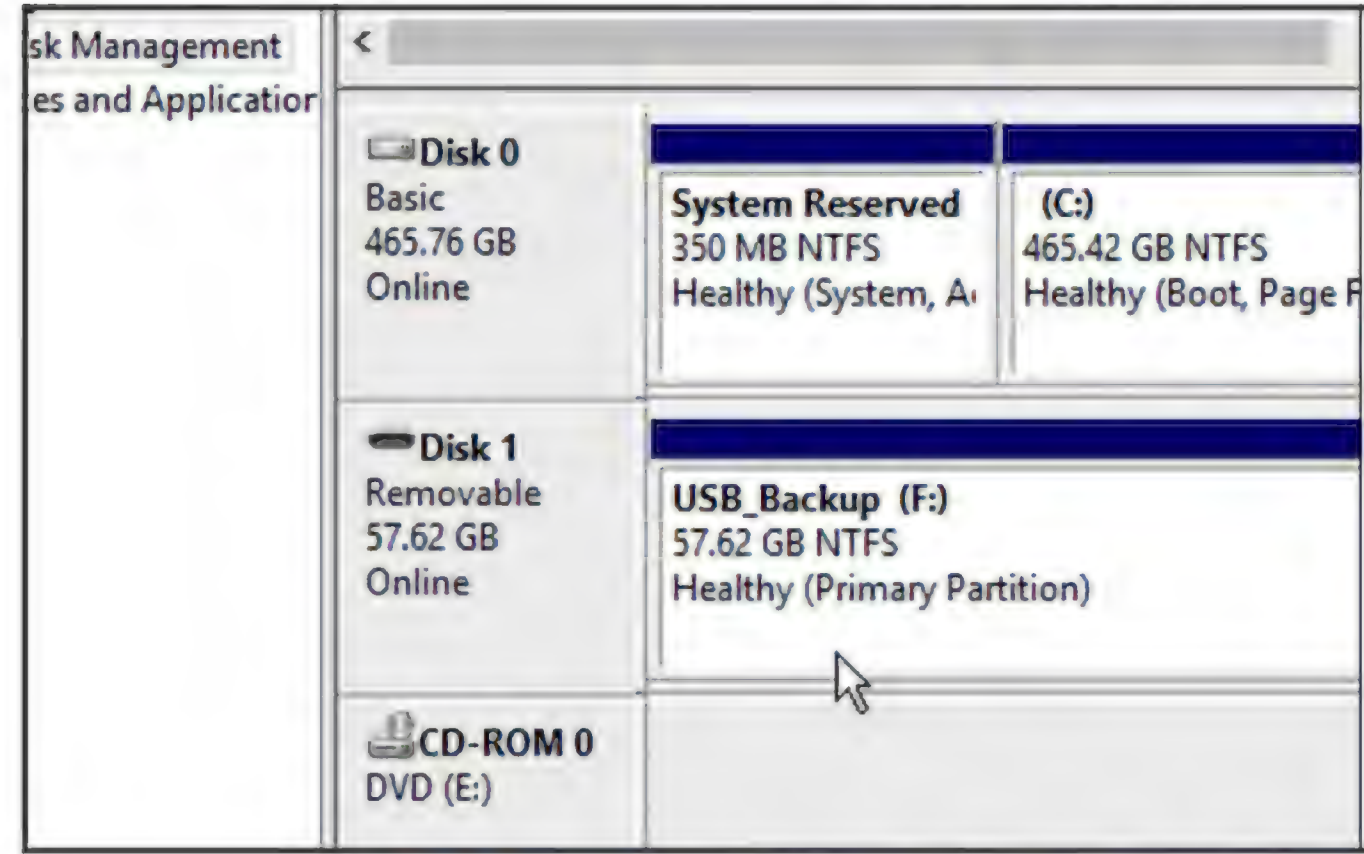 sk Management
es and Application
<
Disk 0
Basic
465.76 GB
Online
System Reserved
350 MB NTFS
Healthy (System, A
(C:)
465.42 GB NTFS
Healthy (Boot, Page F
Disk 1
Removable
57.62 GB
Online
USB_Backup (F:)
57.62 GB NTFS
Healthy (Primary Partition)
CD-ROM 0
DVD (E:)